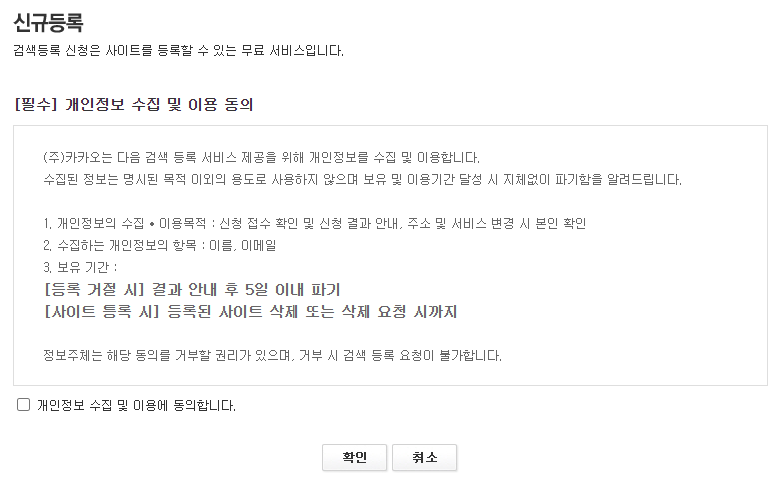 신규등록
검색등록 신청은 사이트를 등록할 수 있는 무료 서비스입니다.
[필수] 개인정보 수집 및 이용 동의
(주)카카오는 다음 검색 등록 서비스 제공을 위해 개인정보를 수집 및 이용합니다.
수집된 정보는 명시된 목적 이외의 용도로 사용하지 않으며 보유 및 이용기간 달성 시 지체없이 파기함을 알려드립니다.
1. 개인정보의 수집 • 이용목적 : 신청 접수 확인 및 신청 결과 안내, 주소 및 서비스 변경 시 본인 확인
2. 수집하는 개인정보의 항목 : 이름, 이메일
3. 보유 기간 :
[등록 거절 시] 결과 안내 후 5일 이내 파기
[사이트 등록 시] 등록된 사이트 삭제 또는 삭제 요청 시까지
정보주체는 해당 동의를 거부할 권리가 있으며, 거부 시 검색 등록 요청이 불가합니다.
개인정보 수집 및 이용에 동의합니다.
확인 취소